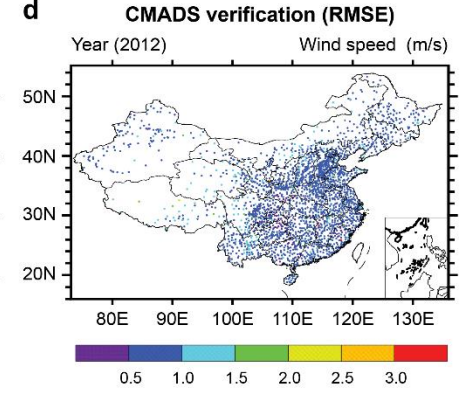 d
CMADS verification (RMSE)
Year (2012) Wind speed (m/s)
50N
40N
30N
20N
80E 90E 100E 110E 120E 130E
0.5 1.0 1.5 2.0 2.5 3.0